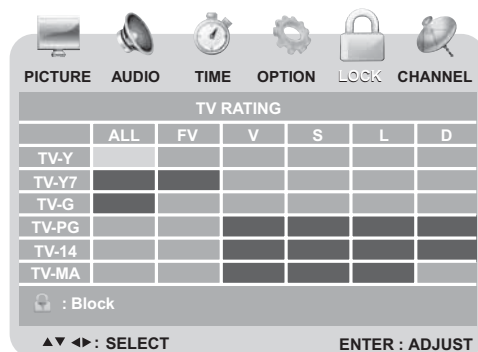 PICTURE AUDIO TIME OPTION LOCK CHANNEL
TV RATING
ALL FV V S L D
TV-Y
TV-Y7
TV-G
TV-PG
TV-14
TV-MA
: Block
▲▼ ◄►: SELECT ENTER : ADJUST